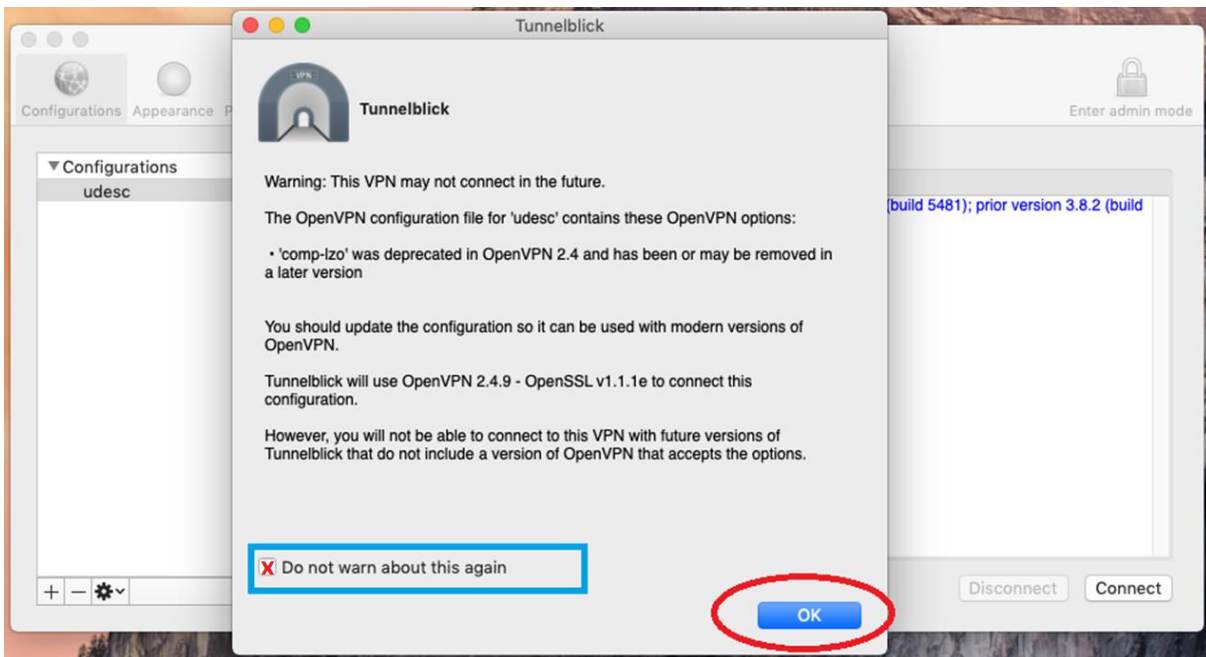 Tunnelblick
Configurations Appearance P
Enter admin mode
VPN
Tunnelblick
Configurations
udesc
(build 5481); prior version 3.8.2 (build
Warning: This VPN may not connect in the future.
The OpenVPN configuration file for 'udesc' contains these OpenVPN options:
• 'comp-lzo' was deprecated in OpenVPN 2.4 and has been or may be removed in
a later version
You should update the configuration so it can be used with modern versions of
OpenVPN.
Tunnelblick will use OpenVPN 2.4.9 - OpenSSL v1.1.1e to connect this
configuration.
However, you will not be able to connect to this VPN with future versions of
Tunnelblick that do not include a version of OpenVPN that accepts the options.
X Do not warn about this again
OK
Disconnect Connect